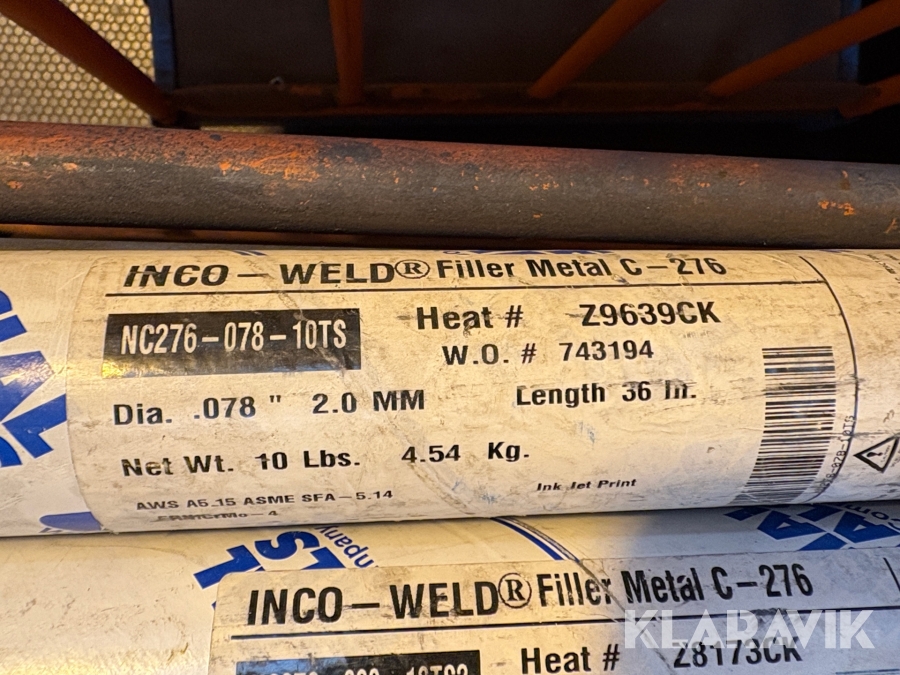 INCO-WELD® Filler Metal C-276
NC276-078-10TS
Heat # Z9639CK
W.O. # 743194
Dia. .078 " 2.0 MM
Length 36 In.
Net Wt. 10 Lbs. 4.54 Kg.
Ink Jet Print
AWS A5.15 ASME SFA-5.14
ERNiCrMo-4
INCO-WELD® Filler Metal C-276
Heat # Z8173CK
KLARAVIK